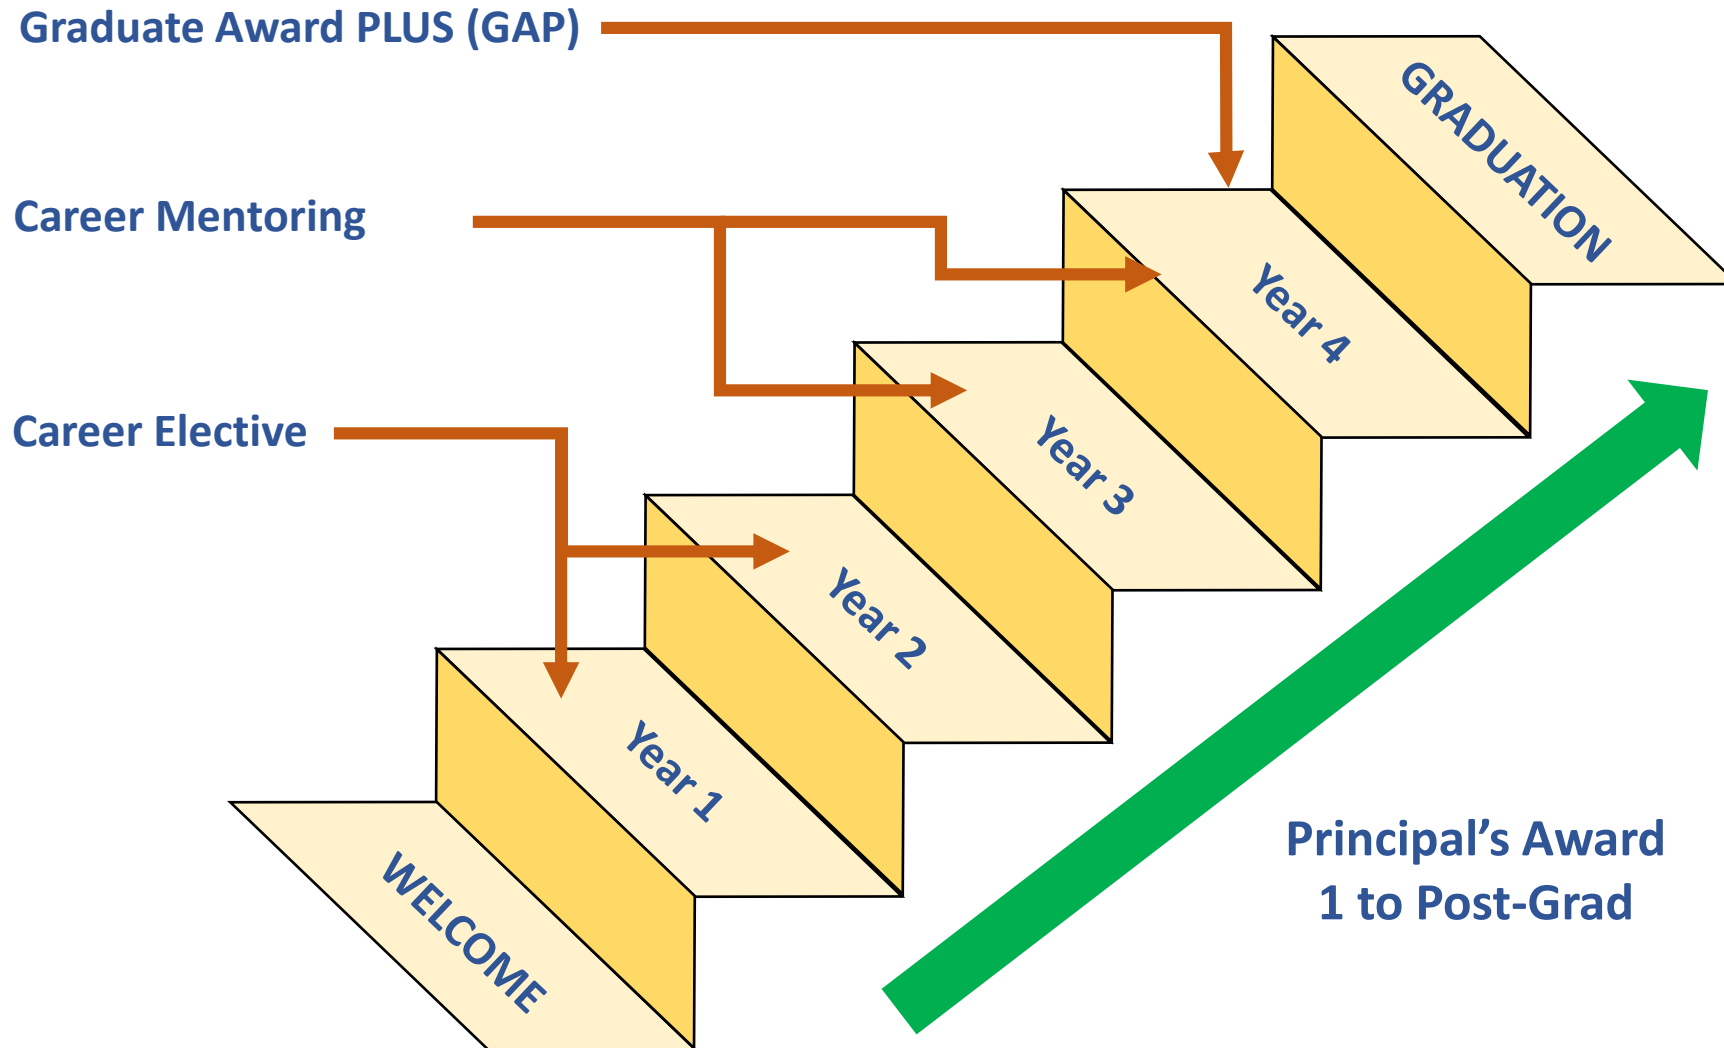 Graduate Award PLUS (GAP)
GRADUATION
Career Mentoring
Year 4
Career Elective
Year 3
Year 2
Year 1
WELCOME
Principal’s Award
1 to Post-Grad